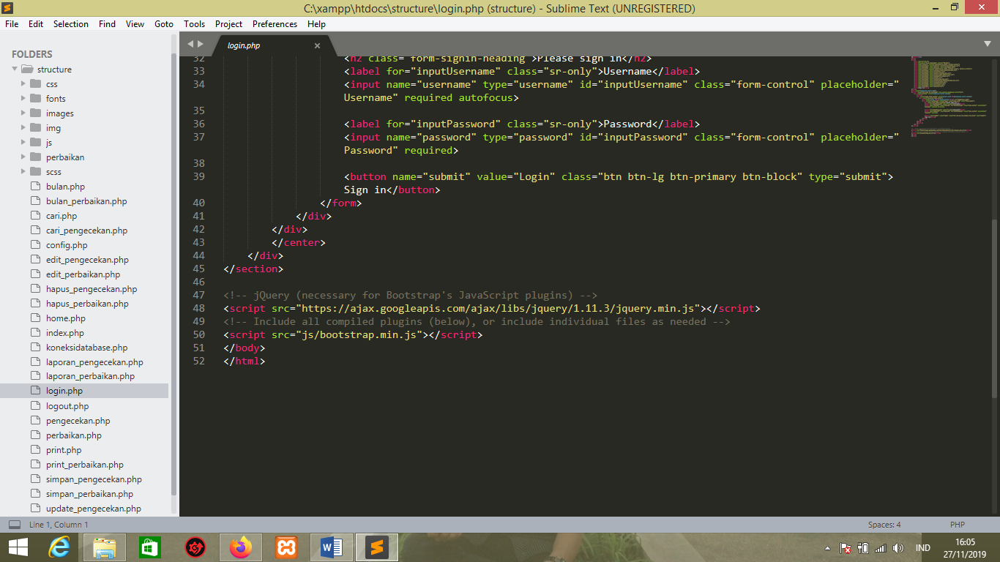 C:\xampp\htdocs\structure\login.php (structure) - Sublime Text (UNREGISTERED)
File Edit Selection Find View Goto Tools Project Preferences Help
FOLDERS
structure
css
fonts
images
img
js
perbaikan
scss
bulan.php
bulan_perbaikan.php
cari.php
cari_pengecekan.php
config.php
edit_pengecekan.php
edit_perbaikan.php
hapus_pengecekan.php
hapus_perbaikan.php
home.php
index.php
koneksidatabase.php
laporan_pengecekan.php
laporan_perbaikan.php
login.php
logout.php
pengecekan.php
perbaikan.php
print.php
print_perbaikan.php
simpan_pengecekan.php
simpan_perbaikan.php
update_pengecekan.php
login.php
32 <h2 class="form-signin-heading">Please sign in</h2>
33 <label for="inputUsername" class="sr-only">Username</label>
34 <input name="username" type="username" id="inputUsername" class="form-control" placeholder="
Username" required autofocus>
35
36 <label for="inputPassword" class="sr-only">Password</label>
37 <input name="password" type="password" id="inputPassword" class="form-control" placeholder="
Password" required>
38
39 <button name="submit" value="Login" class="btn btn-lg btn-primary btn-block" type="submit">
Sign in</button>
40 </form>
41 </div>
42 </div>
43 </center>
44 </div>
45 </section>
46
47 <!-- jQuery (necessary for Bootstrap's JavaScript plugins) -->
48 <script src="https://ajax.googleapis.com/ajax/libs/jquery/1.11.3/jquery.min.js"></script>
49 <!-- Include all compiled plugins (below), or include individual files as needed -->
50 <script src="js/bootstrap.min.js"></script>
51 </body>
52 </html>
Line 1, Column 1
Spaces: 4
PHP
IND
16:05
27/11/2019